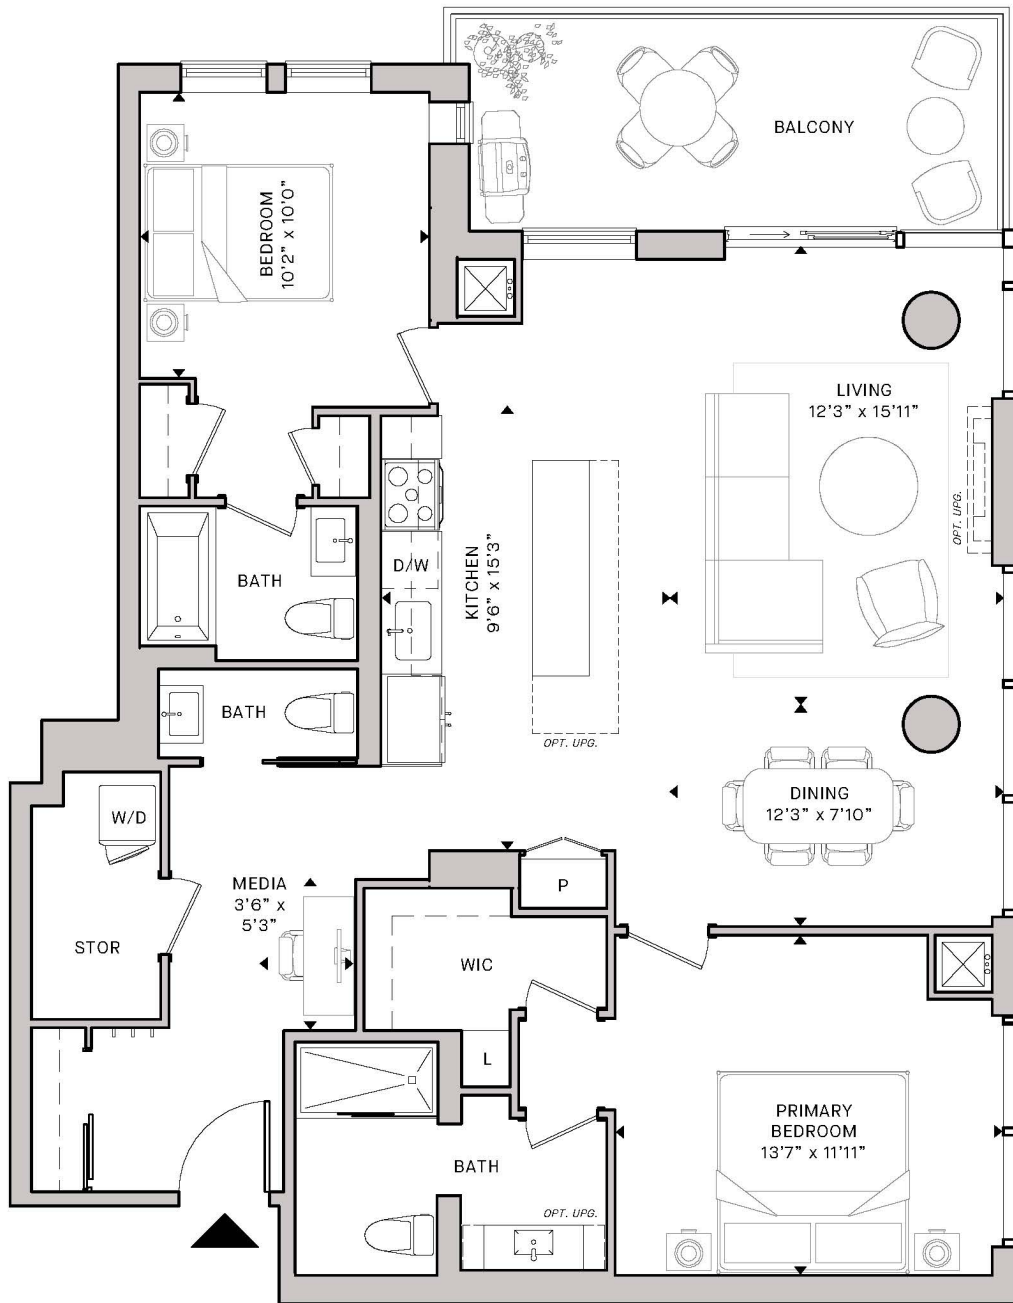 BALCONY
BEDROOM
10'2" x 10'0"
LIVING
12'3" x 15'11"
OPT. UPG.
D/W
KITCHEN
9'6" x 15'3"
BATH
BATH
OPT. UPG.
W/D
DINING
12'3" x 7'10"
MEDIA
3'6" x
5'3"
P
STOR
WIC
L
PRIMARY
BEDROOM
13'7" x 11'11"
BATH
OPT. UPG.